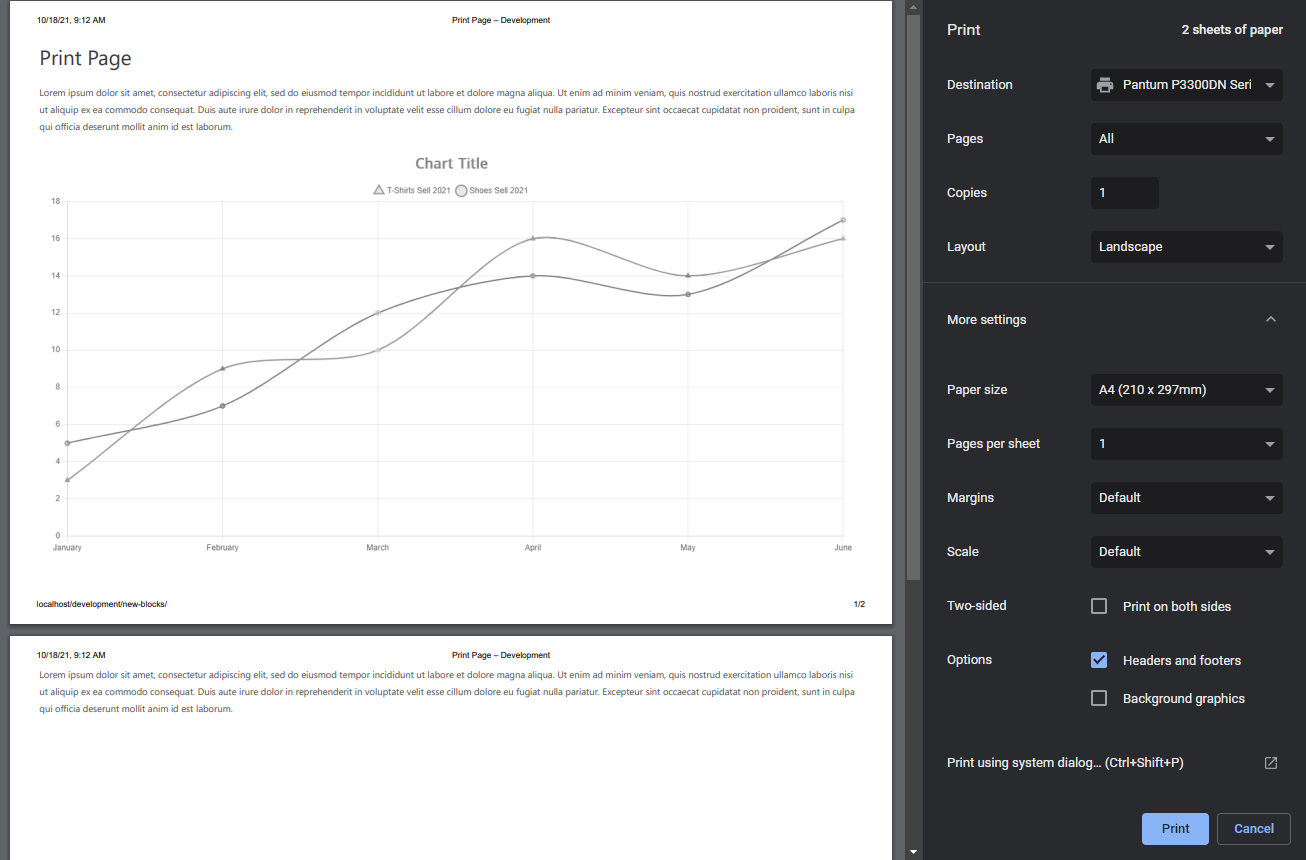 10/18/21, 9:12 AM
Print Page – Development
Print Page
Lorem ipsum dolor sit amet, consectetur adipiscing elit, sed do eiusmod tempor incididunt ut labore et dolore magna aliqua. Ut enim ad minim veniam, quis nostrud exercitation ullamco laboris nisi
ut aliquip ex ea commodo consequat. Duis aute irure dolor in reprehenderit in voluptate velit esse cillum dolore eu fugiat nulla pariatur. Excepteur sint occaecat cupidatat non proident, sunt in culpa
qui officia deserunt mollit anim id est laborum.
Chart Title
T-Shirts Sell 2021 Shoes Sell 2021
18
16
14
12
10
8
6
4
2
0
January February March April May June
localhost/development/new-blocks/
1/2
10/18/21, 9:12 AM
Print Page – Development
Lorem ipsum dolor sit amet, consectetur adipiscing elit, sed do eiusmod tempor incididunt ut labore et dolore magna aliqua. Ut enim ad minim veniam, quis nostrud exercitation ullamco laboris nisi
ut aliquip ex ea commodo consequat. Duis aute irure dolor in reprehenderit in voluptate velit esse cillum dolore eu fugiat nulla pariatur. Excepteur sint occaecat cupidatat non proident, sunt in culpa
qui officia deserunt mollit anim id est laborum.
Print
2 sheets of paper
Destination
Pantum P3300DN Seri
Pages
All
Copies
1
Layout
Landscape
More settings
Paper size
A4 (210 x 297mm)
Pages per sheet
1
Margins
Default
Scale
Default
Two-sided
Print on both sides
Options
Headers and footers
Background graphics
Print using system dialog... (Ctrl+Shift+P)
Print
Cancel